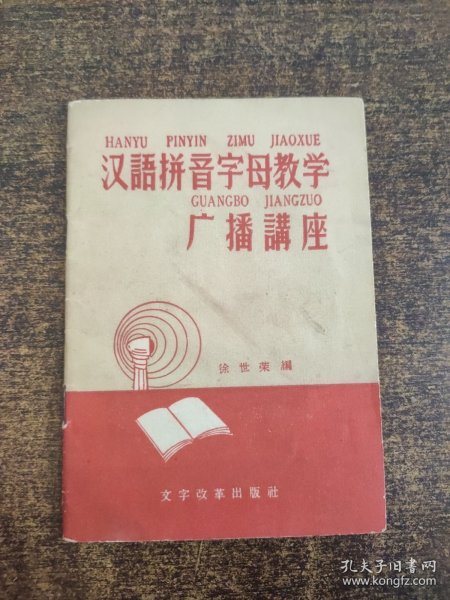 HANYU PINYIN ZIMU JIAOXUE
汉語拼音字母教学
GUANGBO JIANGZUO
广播講座
徐世荣編
文字改革出版社
孔夫子旧书网
www.kongfz.com